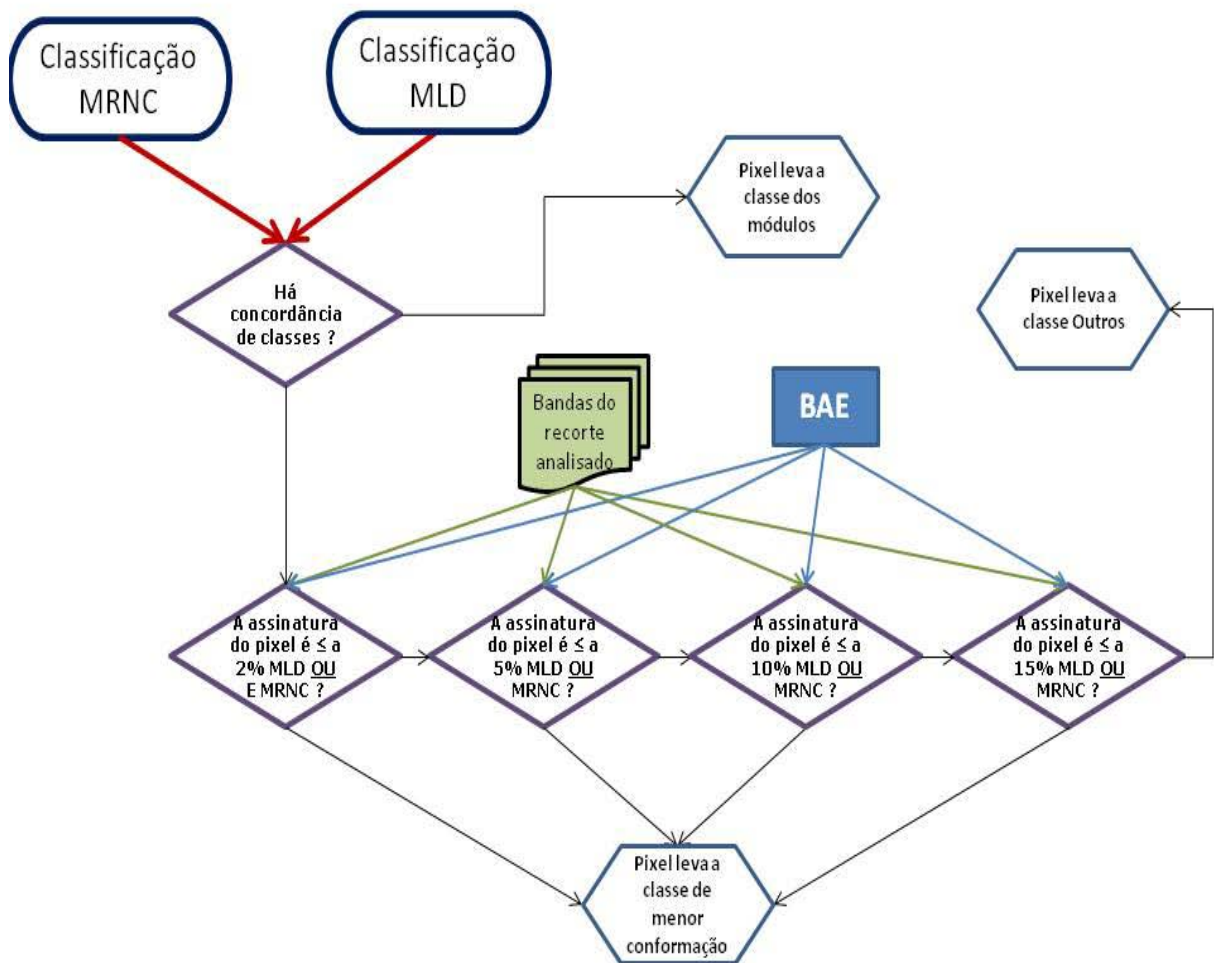 Classificação
MRNC
Classificação
MLD
Pixel leva a
classe dos
módulos
Há
concordância
de classes ?
Pixel leva a
classe Outros
Bandas do
recorte
analisado
BAE
A assinatura
do pixel é ≤ a
2% MLD OU
E MRNC ?
A assinatura
do pixel é ≤ a
5% MLD OU
MRNC ?
A assinatura
do pixel é ≤ a
10% MLD OU
MRNC ?
A assinatura
do pixel é ≤ a
15% MLD OU
MRNC ?
Pixel leva a
classe de
menor
conformação